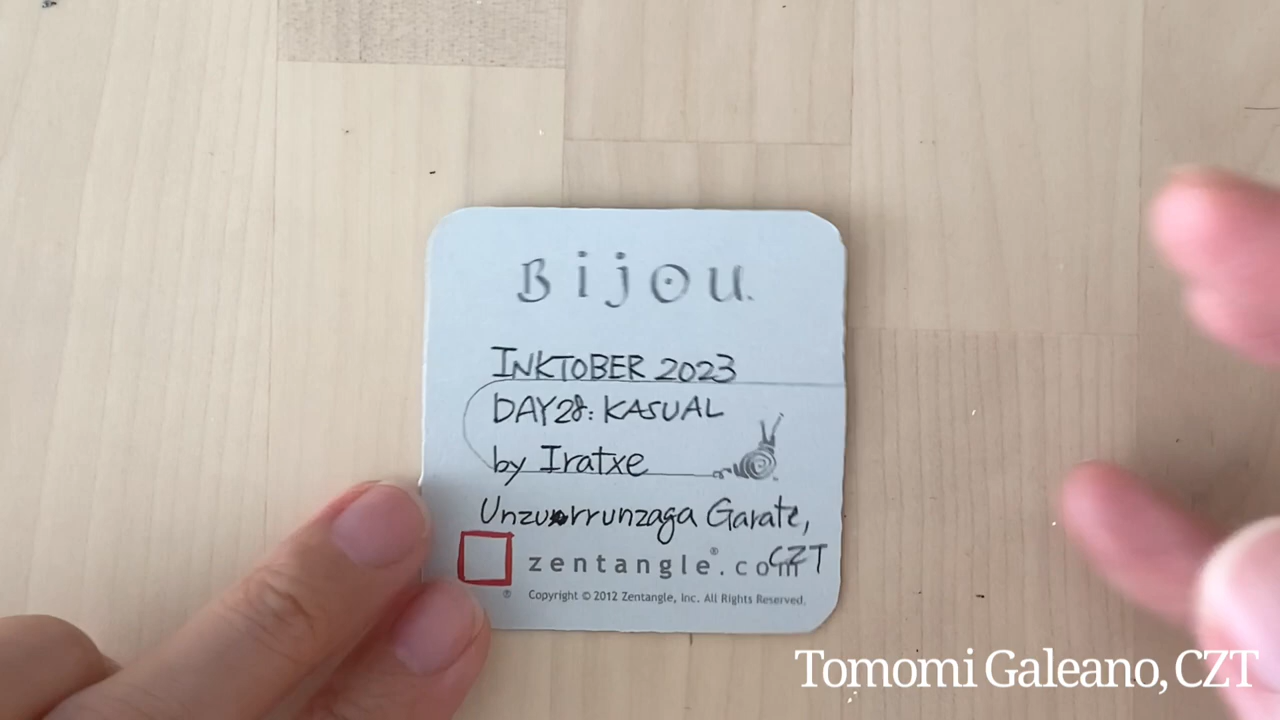 Bijou.
INKTOBER 2023
DAY28: KASUAL
by Iratxe
Unzurrunzaga Garate,
CZT
zentangle®.com
® Copyright © 2012 Zentangle, Inc. All Rights Reserved.
Tomomi Galeano, CZT